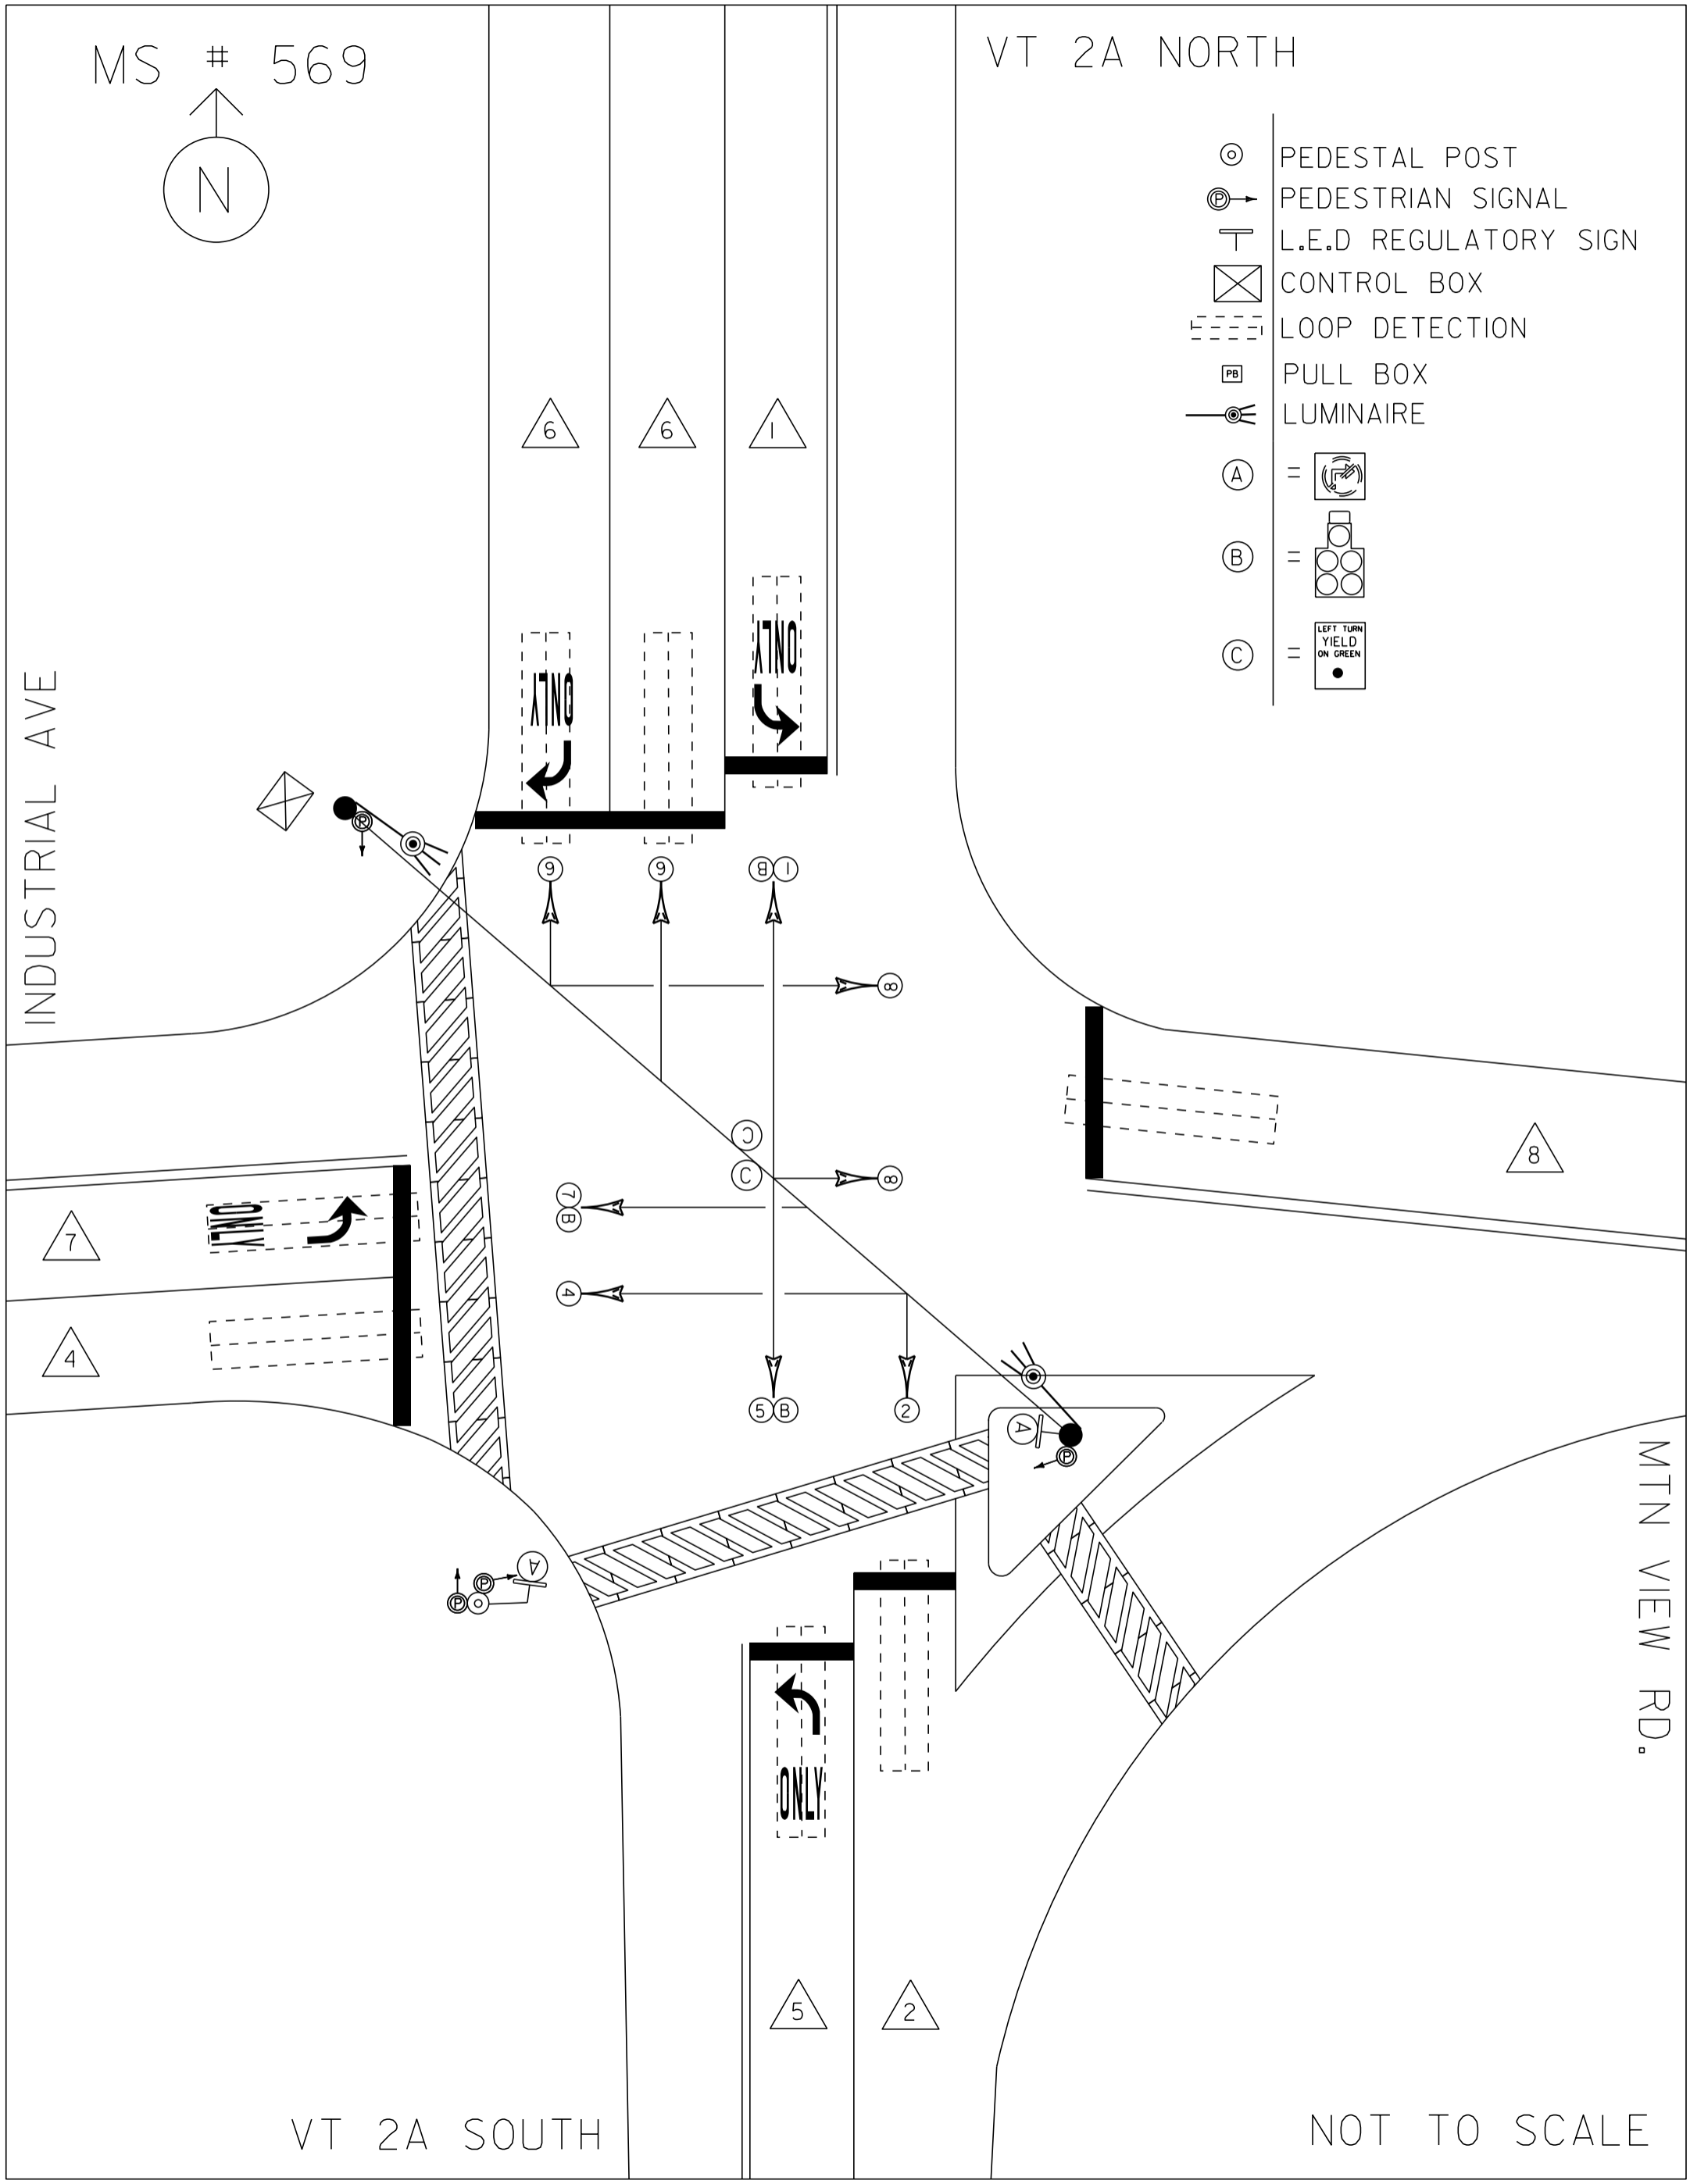 MS # 569
N
VT 2A NORTH
PEDESTAL POST
P
PEDESTRIAN SIGNAL
L.E.D REGULATORY SIGN
CONTROL BOX
LOOP DETECTION
PB
PULL BOX
LUMINAIRE
A =
B =
C =
LEFT TURN
YIELD
ON GREEN
6
6
1
ONLY
ONLY
INDUSTRIAL AVE
P
6
6
B 1
8
C
C
8
7
B
4
8
7
ONLY
4
5 B
2
A
P
MTN VIEW RD.
A
P
P
ONLY
5
2
VT 2A SOUTH
NOT TO SCALE